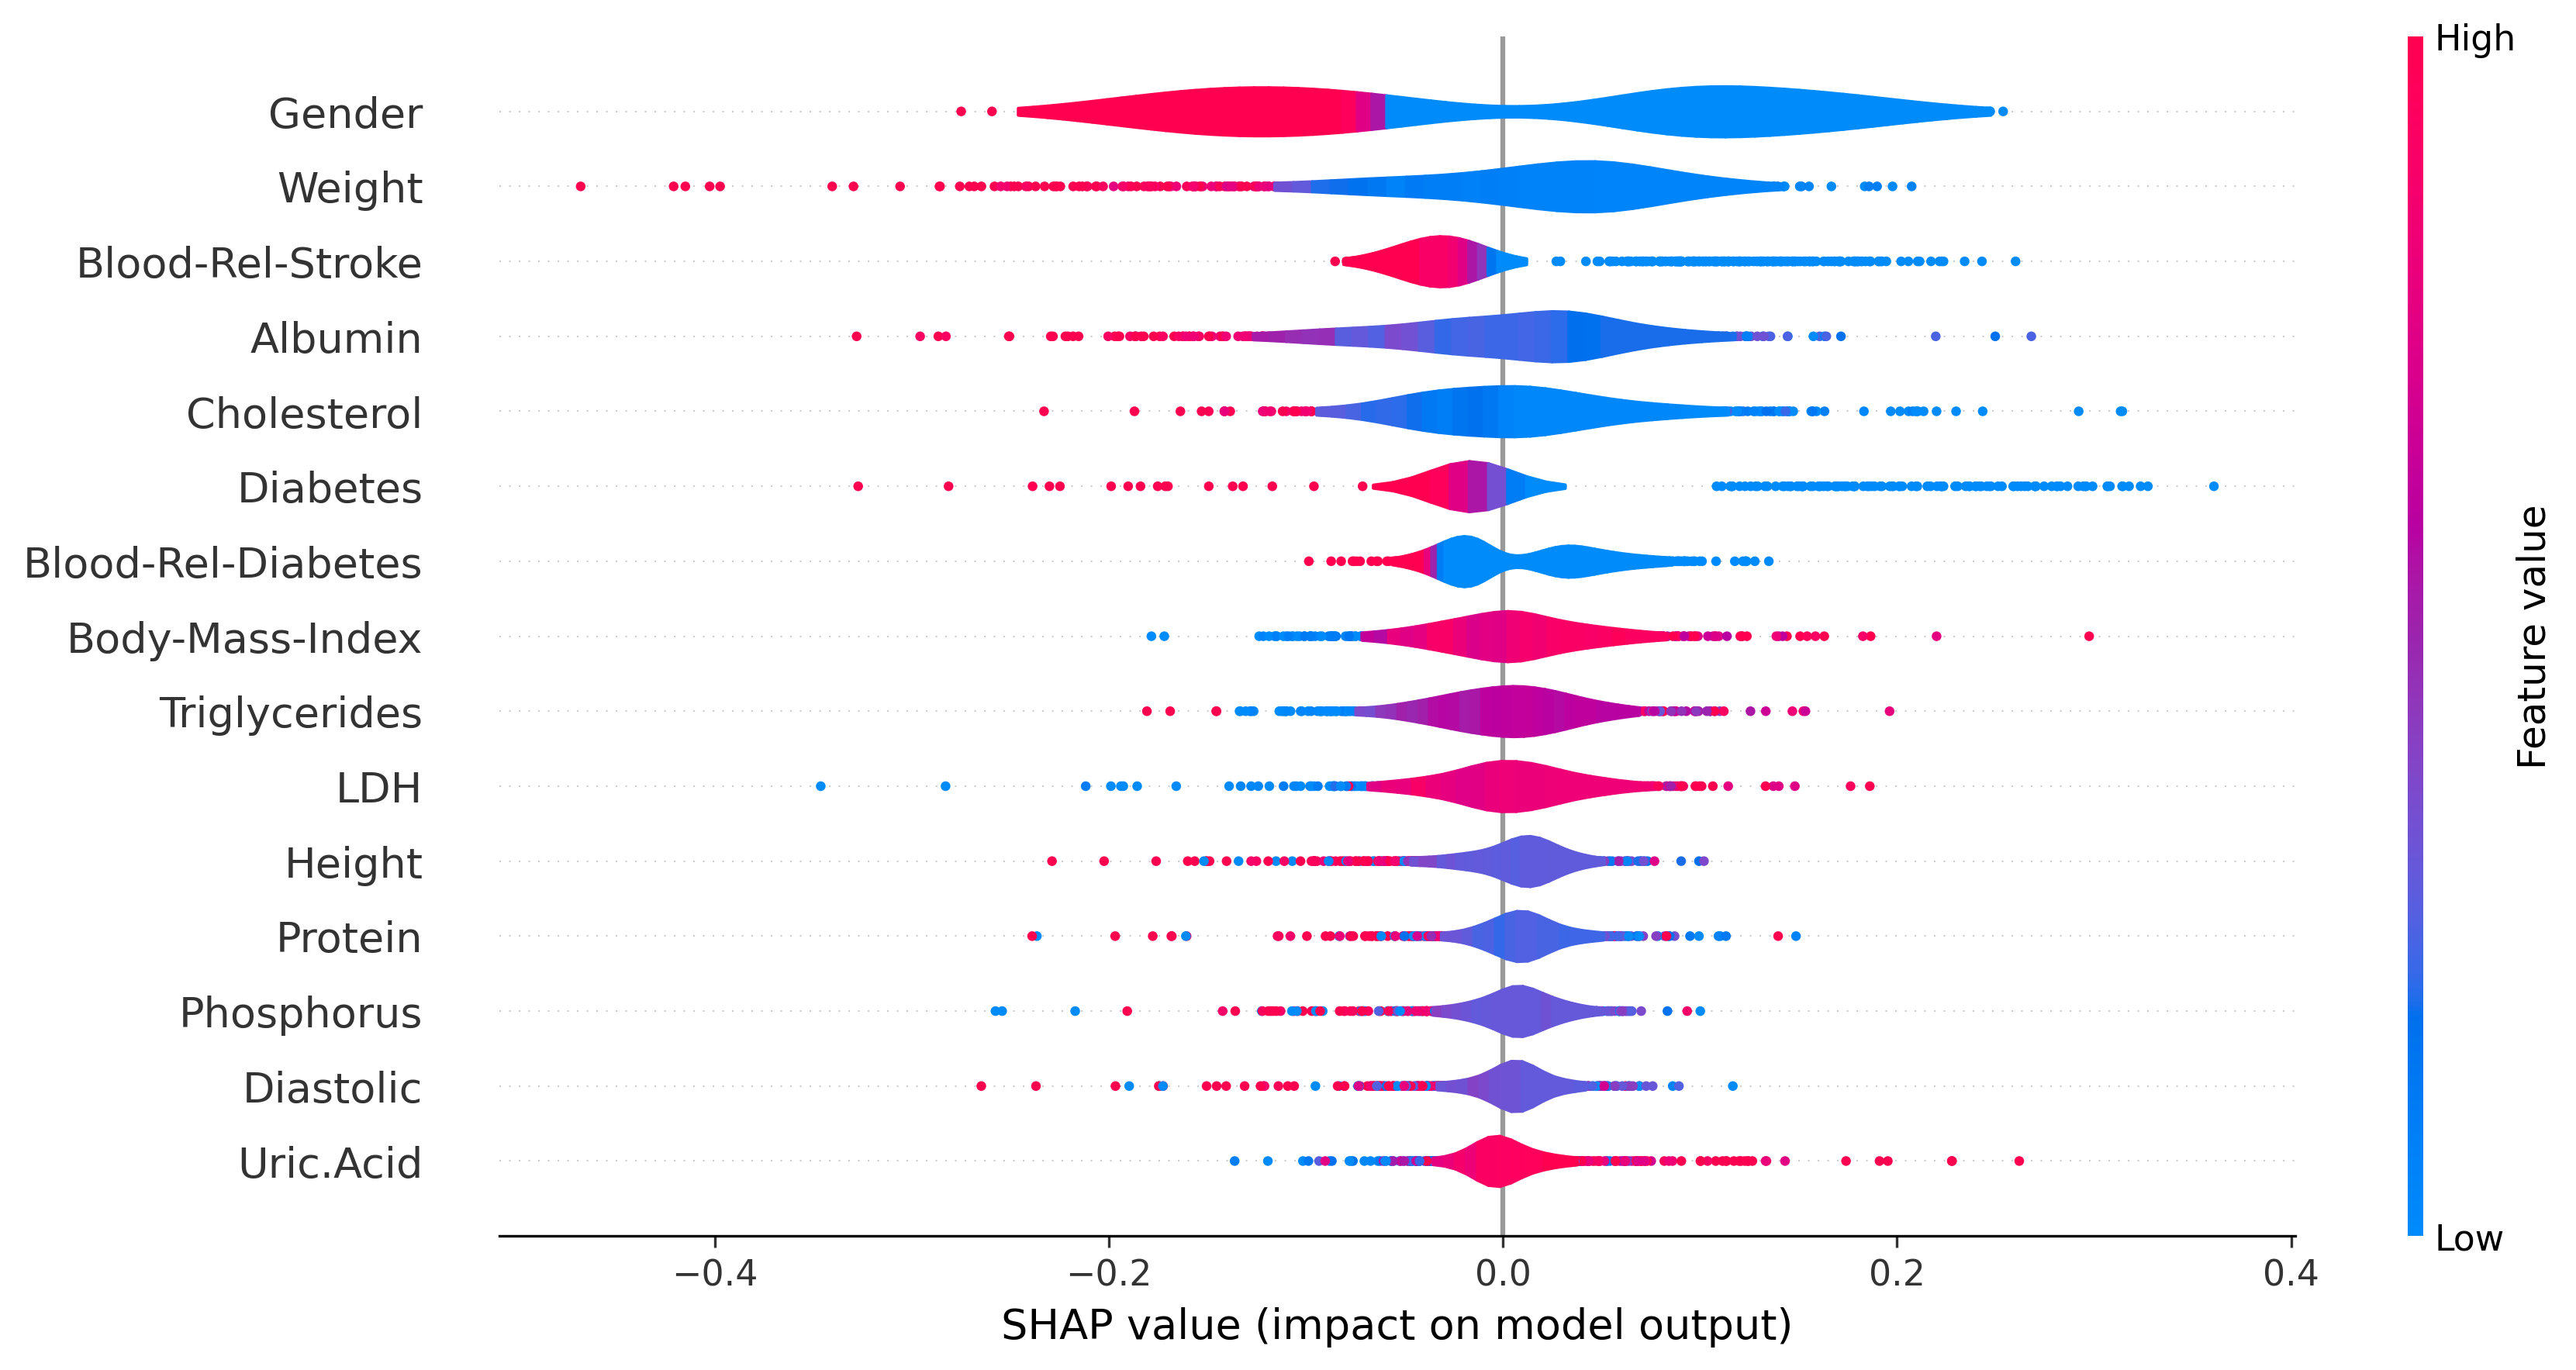 High
Gender
Weight
Blood-Rel-Stroke
Albumin
Cholesterol
Diabetes
Blood-Rel-Diabetes
Body-Mass-Index
Triglycerides
LDH
Height
Protein
Phosphorus
Diastolic
Uric.Acid
Feature value
Low
−0.4 −0.2 0.0 0.2 0.4
SHAP value (impact on model output)